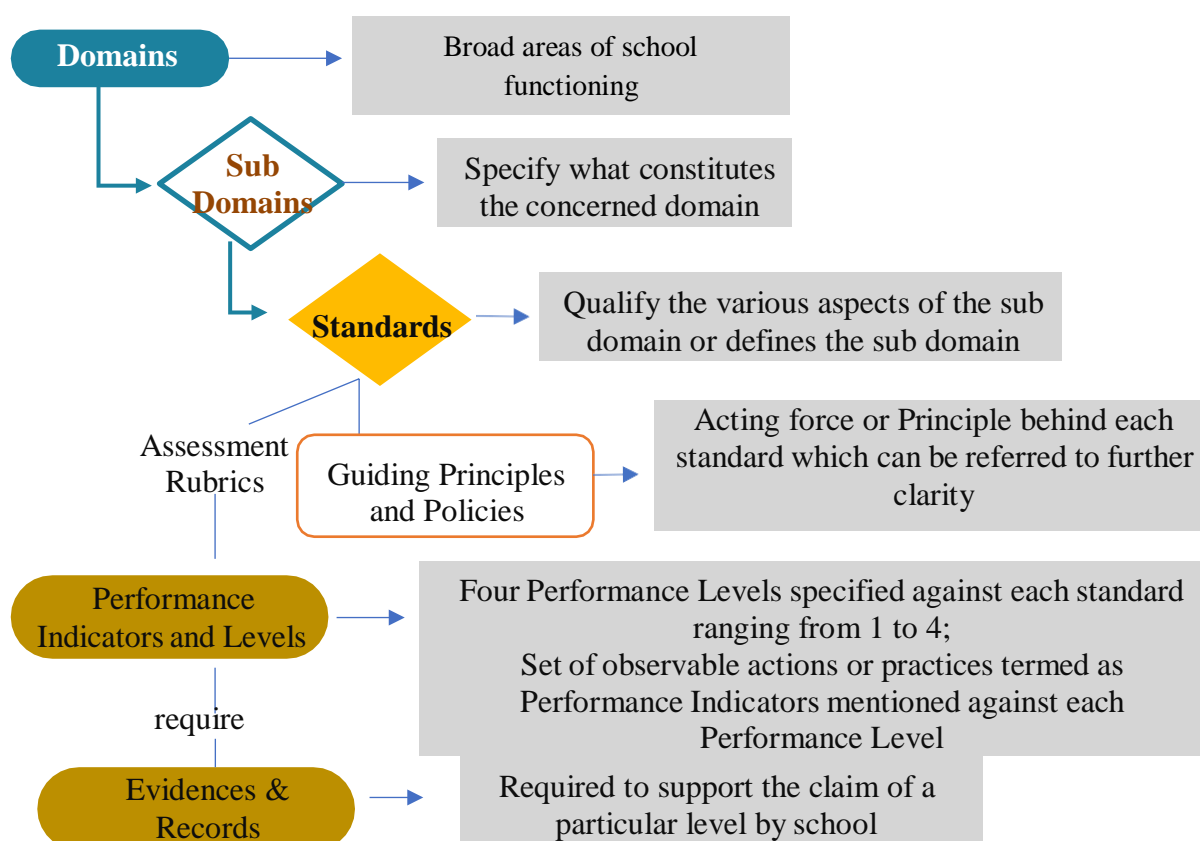 Domains
Broad areas of school
functioning
Sub
Domains
Specify what constitutes
the concerned domain
Standards
Qualify the various aspects of the sub
domain or defines the sub domain
Assessment
Rubrics
Guiding Principles
and Policies
Acting force or Principle behind each
standard which can be referred to further
clarity
Performance
Indicators and Levels
Four Performance Levels specified against each standard
ranging from 1 to 4;
Set of observable actions or practices termed as
Performance Indicators mentioned against each
Performance Level
require
Evidences &
Records
Required to support the claim of a
particular level by school